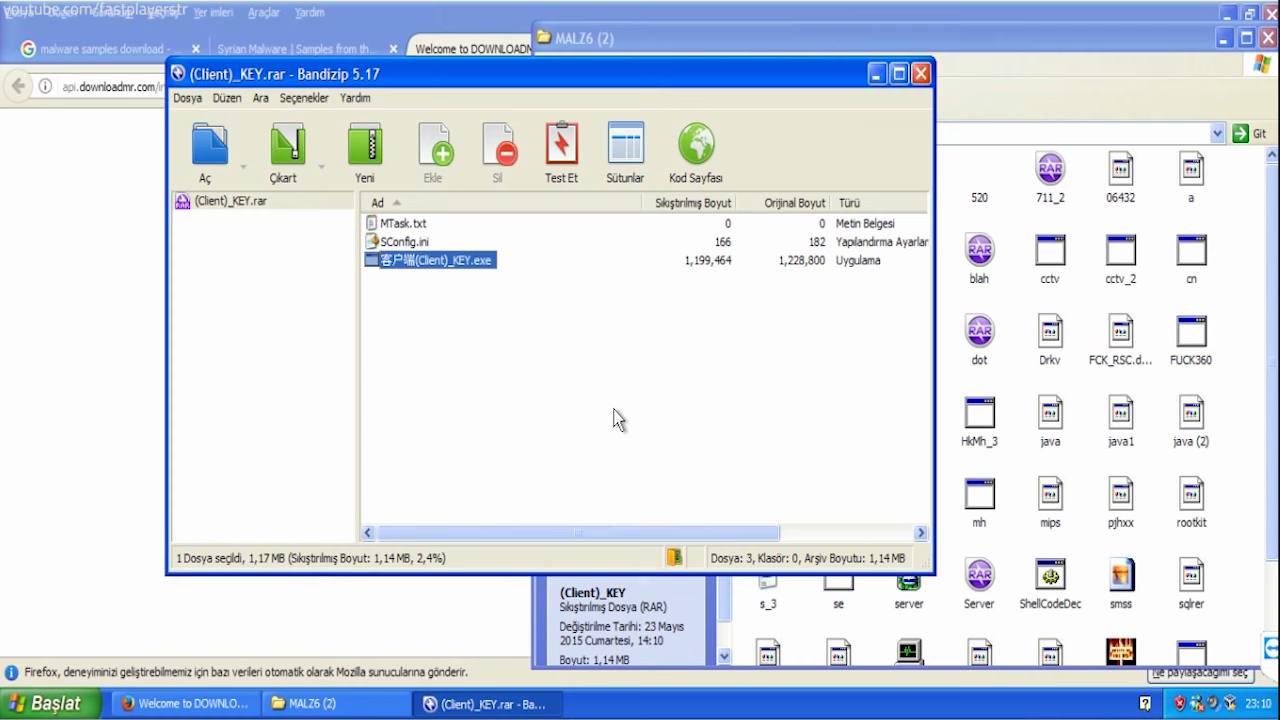 youtube.com/fastplayerstr
Yer imleri Araçlar Yardım
malware samples download -...
Syrian Malware | Samples from th...
Welcome to DOWNLOADM
MALZ6 (2)
api.downloadmr.com/in
(Client)_KEY.rar - Bandizip 5.17
Dosya Düzen Ara Seçenekler Yardım
Aç
Çıkart
Yeni
Ekle
Sil
Test Et
Sütunlar
Kod Sayfası
Git
(Client)_KEY.rar
Ad Sıkıştırılmış Boyut Orijinal Boyut Türü
MTask.txt 0 0 Metin Belgesi
SConfig.ini 166 182 Yapılandırma Ayarlar
客户端(Client)_KEY.exe 1,199,464 1,228,800 Uygulama
1 Dosya seçildi, 1,17 MB (Sıkıştırılmış Boyut: 1,14 MB, 2,4%)
Dosya: 3, Klasör: 0, Arşiv Boyutu: 1,14 MB
RAR
520 711_2 06432 a
RAR
blah cctv cctv_2 cn
RAR
dot Drkv FCK_RSC.d... FUCK360
HkMh_3 java java1 java (2)
mh mips pjhxx rootkit
RAR
s_3 se server Server ShellCodeDec smss sqlrer
(Client)_KEY
Sıkıştırılmış Dosya (RAR)
Değiştirilme Tarihi: 23 Mayıs
2015 Cumartesi, 14:10
Boyut: 1,14 MB
Firefox, deneyiminizi geliştirebilmemiz için bazı verileri otomatik olarak Mozilla sunucularına gönderir.
Ne paylaşacağımı seç
Başlat
Welcome to DOWNLO...
MALZ6 (2)
(Client)_KEY.rar - Ba...
23:10